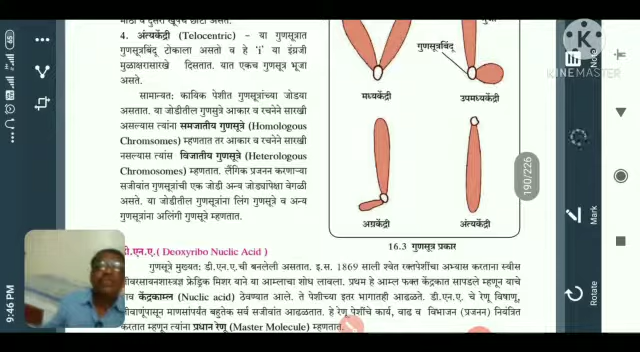 4. अंत्यकेंद्री (Telocentric) - या गुणसूत्रात
गुणसूत्रबिंदू टोकाला असतो व हे 'i' या इंग्रजी
मुळाक्षरासारखे दिसतात. यात एकच गुणसूत्र भूजा
असते.
सामान्यत: कायिक पेशीत गुणसूत्रांच्या जोड्या
असतात. या जोडीतील गुणसूत्रे आकार व रचनेने सारखी
असल्यास त्यांना समजातीय गुणसूत्रे (Homologous
Chromsomes) म्हणतात तर आकार व रचनेने सारखी
नसल्यास त्यांस विजातीय गुणसूत्रे (Heterologous
Chromosomes) म्हणतात. लैंगिक प्रजनन करणाऱ्या
सजीवांत गुणसूत्रांची एक जोडी अन्य जोड्यांपेक्षा वेगळी
असते. या जोडीतील गुणसूत्रांना लिंग गुणसूत्रे व अन्य
गुणसूत्रांना अलिंगी गुणसूत्रे म्हणतात.
गुणसूत्रबिंदू
मध्यकेंद्री
उपमध्यकेंद्री
अग्रकेंद्री
अंत्यकेंद्री
16.3 गुणसूत्र प्रकार
डी.एन.ए.( Deoxyribo Nuclic Acid)
गुणसूत्रे मुख्यत: डी.एन.ए.ची बनलेली असतात. इ.स. 1869 साली श्वेत रक्तपेशींचा अभ्यास करताना स्वीस
जीवरसायनशास्त्रज्ञ फ्रेड्रिक मिशर याने या आम्लाचा शोध लावला. प्रथम हे आम्ल फक्त केंद्रकात सापडले म्हणून याचे
नाव केंद्रकाम्ल (Nuclic acid) ठेवण्यात आले. ते पेशीच्या इतर भागातही आढळते. डी.एन.ए. चे रेणू विषाणू,
जीवाणूंपासून माणसांपर्यंत बहुतेक सर्व सजीवांत आढळतात. हे रेणू पेशींचे कार्य, वाढ व विभाजन (प्रजनन) नियंत्रित
करतात म्हणून त्यांना प्रधान रेणू (Master Molecule) म्हणतात.
190/226
Note
Mark
Rotate
KINEMASTER
9:46 PM